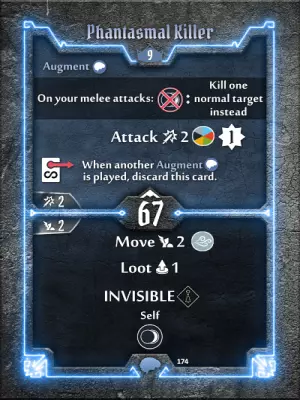 Phantasmal Killer
9
Augment
On your melee attacks: : Kill one normal target instead
Attack 2 1
When another Augment
is played, discard this card.
2
67
2
Move 2
Loot 1
INVISIBLE
Self
174